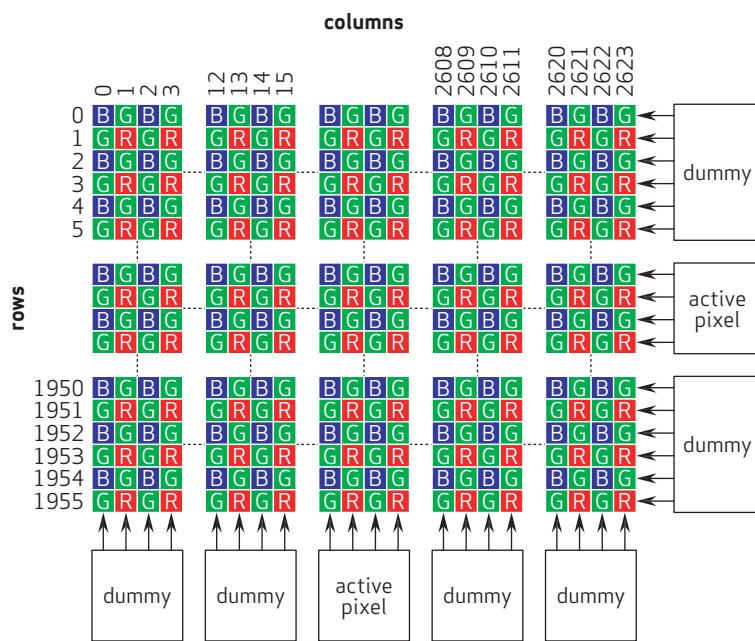 columns
0 1 2 3 12 13 14 15 2608 2609 2610 2611 2620 2621 2622 2623
0 B G B G B G B G B G B G B G B G B G B G
1 G R G R G R G R G R G R G R G R G R G R
2 B G B G B G B G B G B G B G B G B G B G
dummy
3 G R G R G R G R G R G R G R G R G R G R
4 B G B G B G B G B G B G B G B G B G B G
5 G R G R G R G R G R G R G R G R G R G R
rows
B G B G B G B G B G B G B G B G B G B G
G R G R G R G R G R G R G R G R G R G R
active
pixel
B G B G B G B G B G B G B G B G B G B G
G R G R G R G R G R G R G R G R G R G R
1950 B G B G B G B G B G B G B G B G B G B G
1951 G R G R G R G R G R G R G R G R G R G R
1952 B G B G B G B G B G B G B G B G B G B G
dummy
1953 G R G R G R G R G R G R G R G R G R G R
1954 B G B G B G B G B G B G B G B G B G B G
1955 G R G R G R G R G R G R G R G R G R G R
dummy dummy active pixel dummy dummy